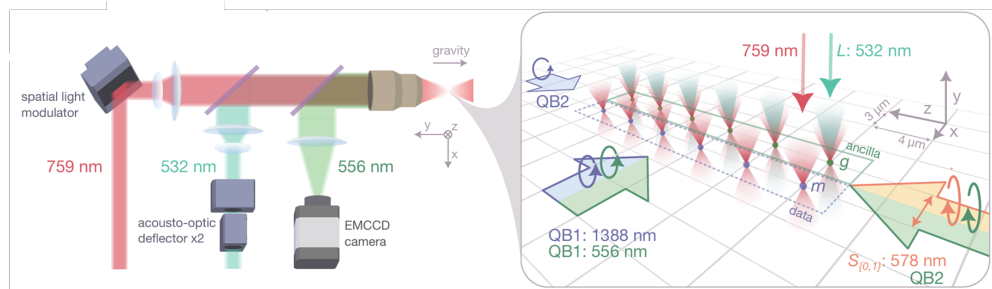 spatial light
modulator
759 nm
532 nm
acousto-optic
deflector x2
556 nm
EMCCD
camera
gravity
y
z
x
QB2
759 nm
L: 532 nm
3 μm
4 μm
z
y
x
ancilla
g
m
data
QB1: 1388 nm
QB1: 556 nm
S{0,1}: 578 nm
QB2